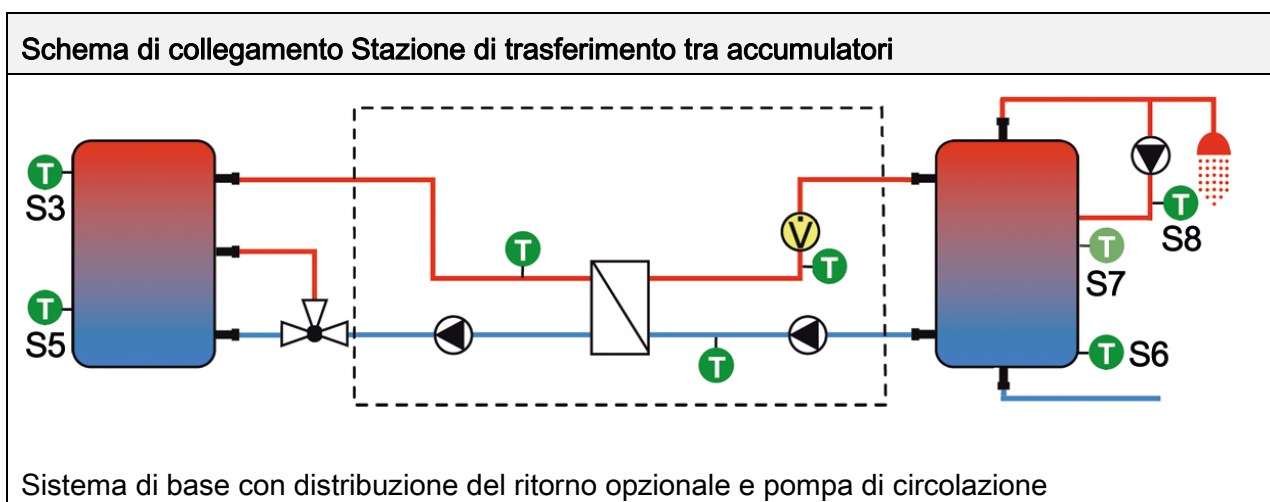 Schema di collegamento Stazione di trasferimento tra accumulatori
T
S3
T
S5
T
V̇
T
T
T
S8
T
S7
T S6
Sistema di base con distribuzione del ritorno opzionale e pompa di circolazione